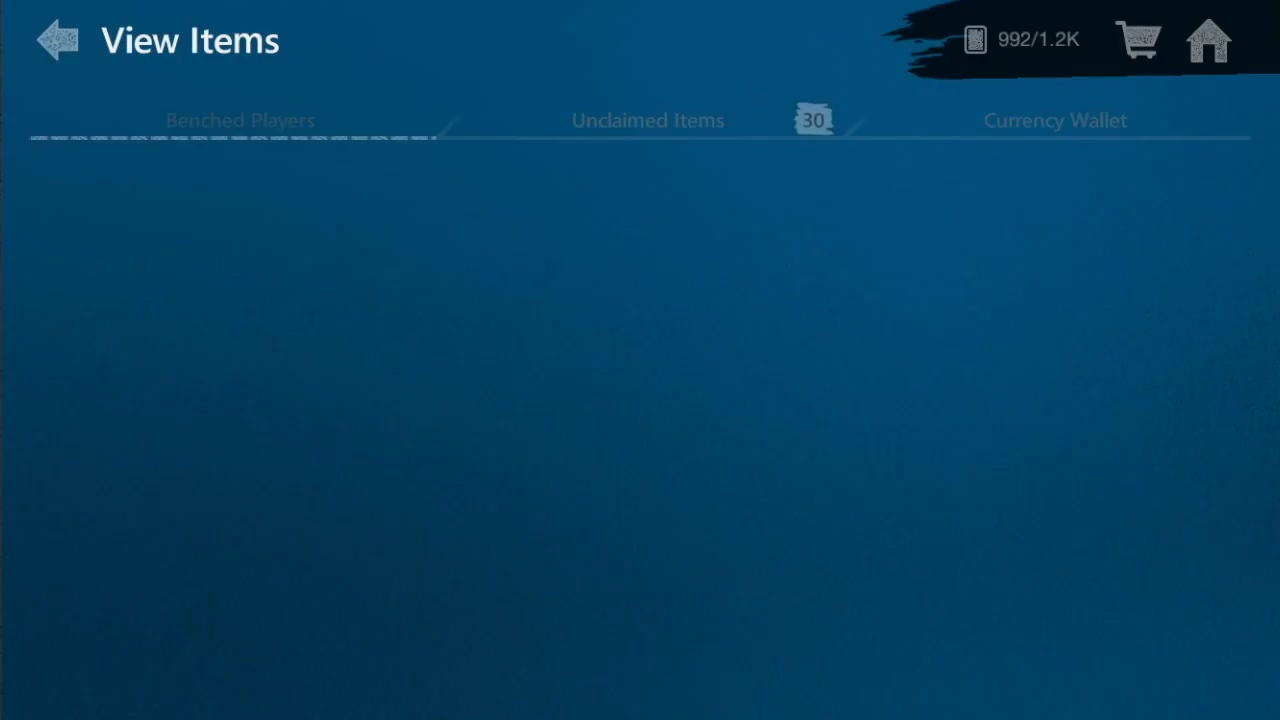 View Items
992/1.2K
Benched Players
Unclaimed Items
30
Currency Wallet